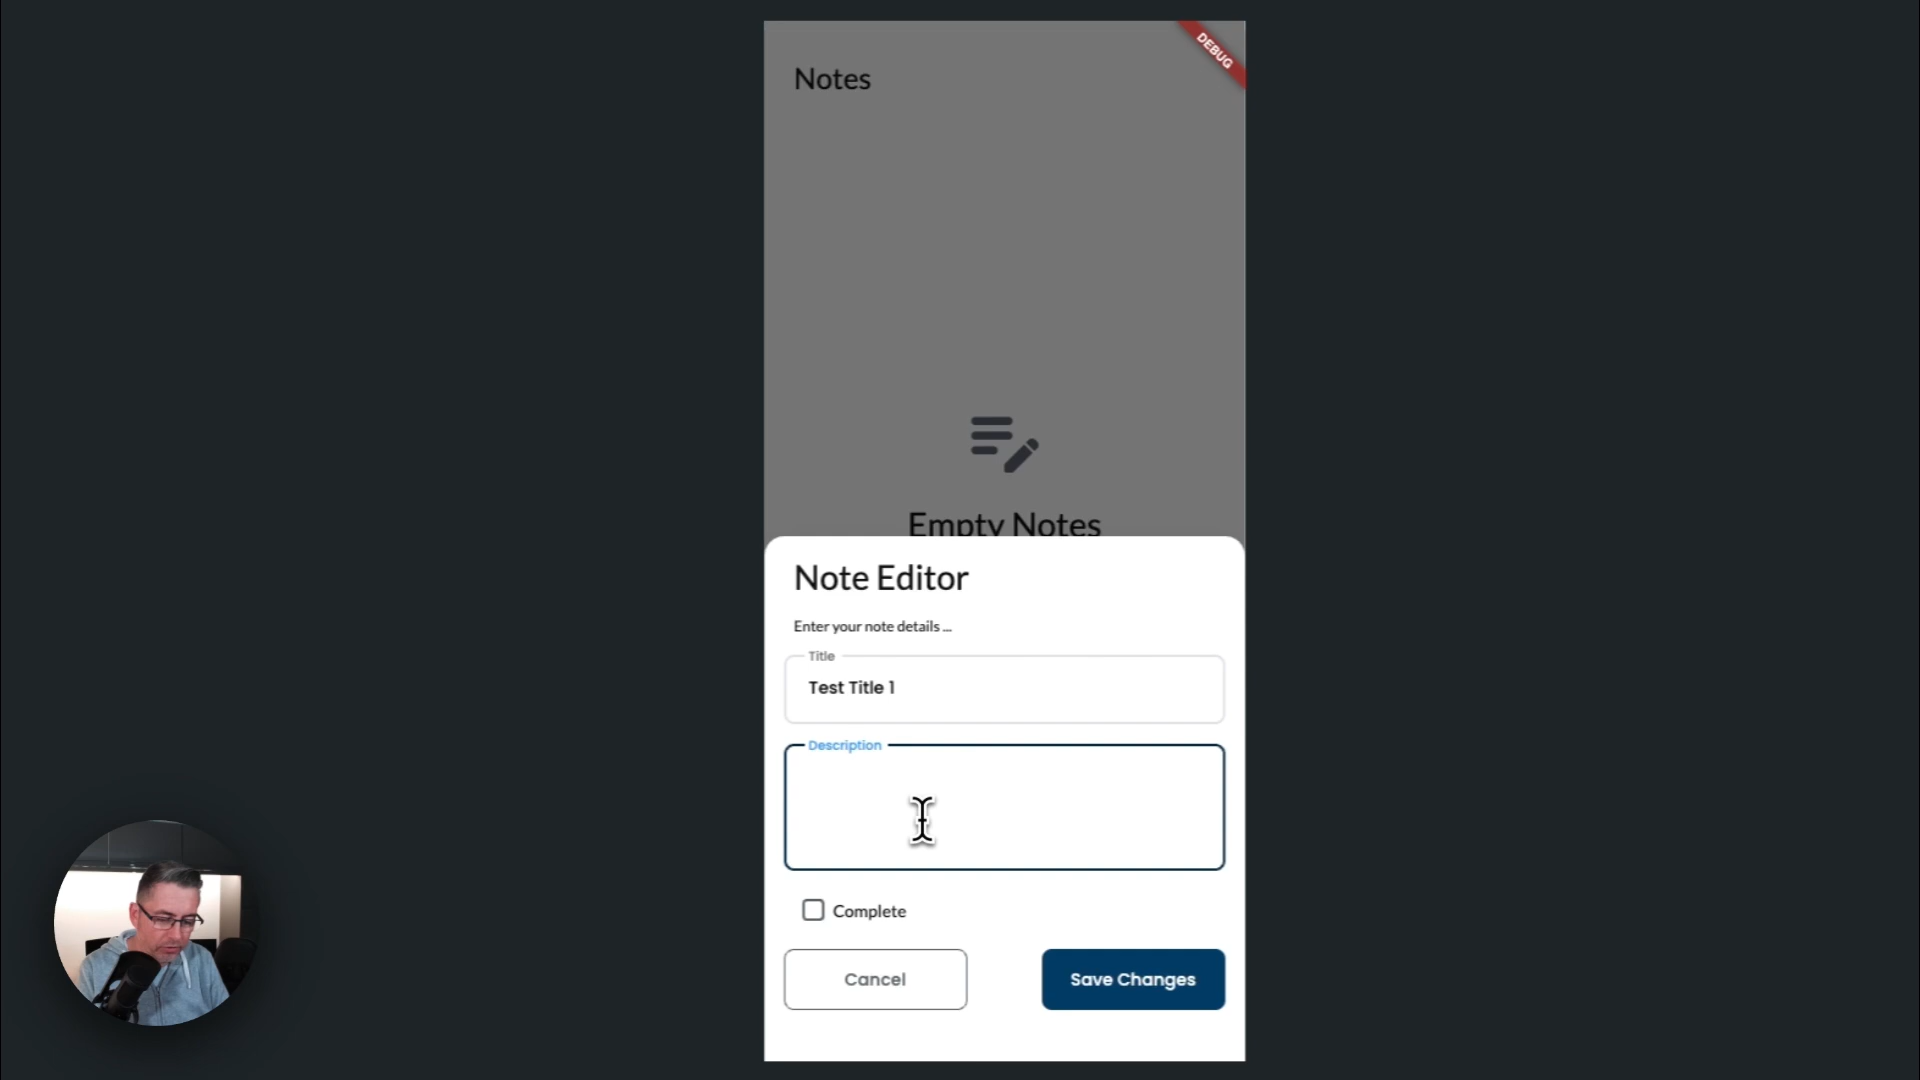 DEBUG
Notes
Empty Notes
Note Editor
Enter your note details ...
Title
Test Title 1
Description
Complete
Cancel
Save Changes